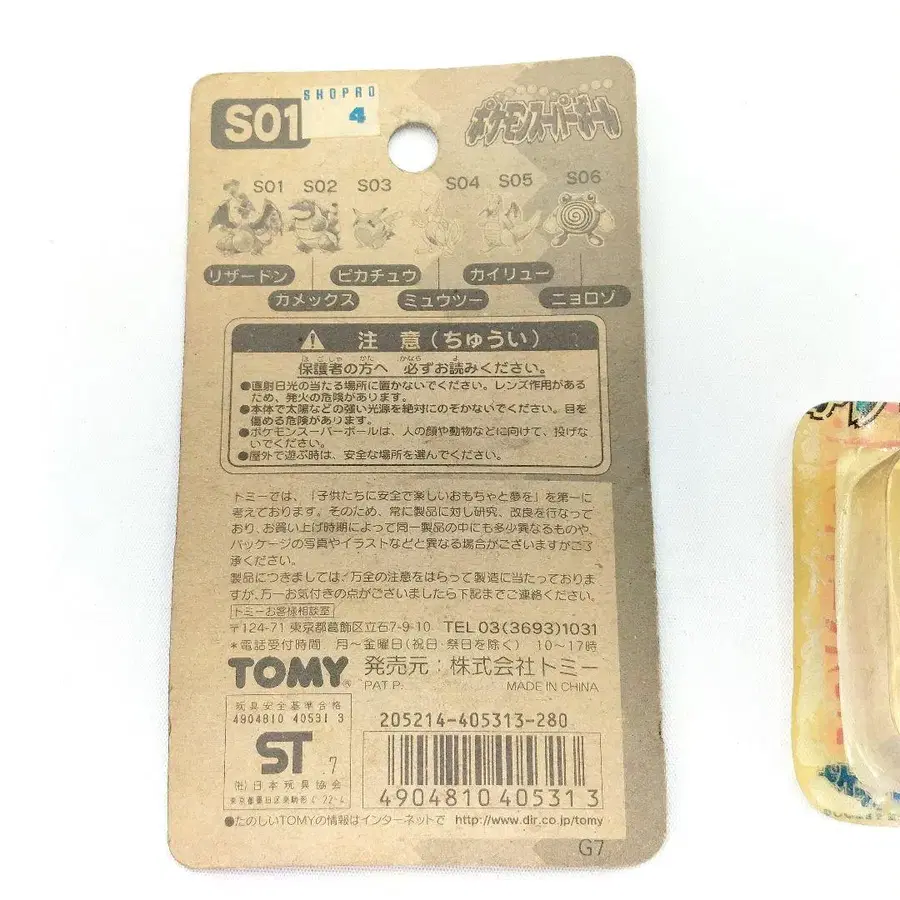 S01
SHOPRO
4
ポケモンスーパーボール
S01 S02 S03 S04 S05 S06
リザードン ピカチュウ カイリュー
カメックス ミュウツー ニョロゾ
注意(ちゅうい)
保護者の方へ 必ずお読みください。
●直射日光の当たる場所に置かないでください。レンズ作用がある
ため、発火の危険があります。
●本体で太陽などの強い光源を絶対にのぞかないでください。目を
傷める危険があります。
●ポケモンスーパーボールは、人の顔や動物などに向けて、投げな
いでください。
●屋外で遊ぶ時は、安全な場所を選んでください。
トミーでは、「子供たちに安全で楽しいおもちゃと夢を」を第一に
考えております。そのため、常に製品に対し研究、改良を行なって
おり、お買い上げ時期によって同一製品の中にも多少異なるものや、
パッケージの写真やイラストなどと異なる場合がございますがご了
承ください。
製品につきましては、万全の注意をはらって製造に当たっておりま
すが、万一お気付きの点がございましたら下記までご連絡ください。
トミーお客様相談室
〒124-71 東京都葛飾区立石7-9-10 TEL03(3693)1031
*電話受付時間 月~金曜日(祝日・祭日を除く) 10~17時
TOMY® 発売元:株式会社トミー
PAT P. MADE IN CHINA
玩具安全基準合格
4904810 40531 3
ST .7
(社)日本玩具協会
205214-405313-280
4904810 405313
●たのしいTOMYの情報はインターネットで http://www.dir.co.jp/tomy
G7